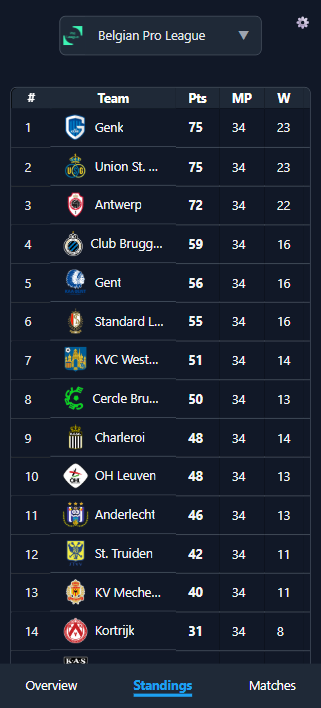 Belgian Pro League
# Team Pts MP W
1 Genk 75 34 23
2 Union St. ... 75 34 23
3 Antwerp 72 34 22
4 Club Brugg... 59 34 16
5 Gent 56 34 16
6 Standard L... 55 34 16
7 KVC West... 51 34 14
8 Cercle Bru... 50 34 13
9 Charleroi 48 34 14
10 OH Leuven 48 34 13
11 Anderlecht 46 34 13
12 St. Truiden 42 34 11
13 KV Meche... 40 34 11
14 Kortrijk 31 34 8
KAS
Overview Standings Matches